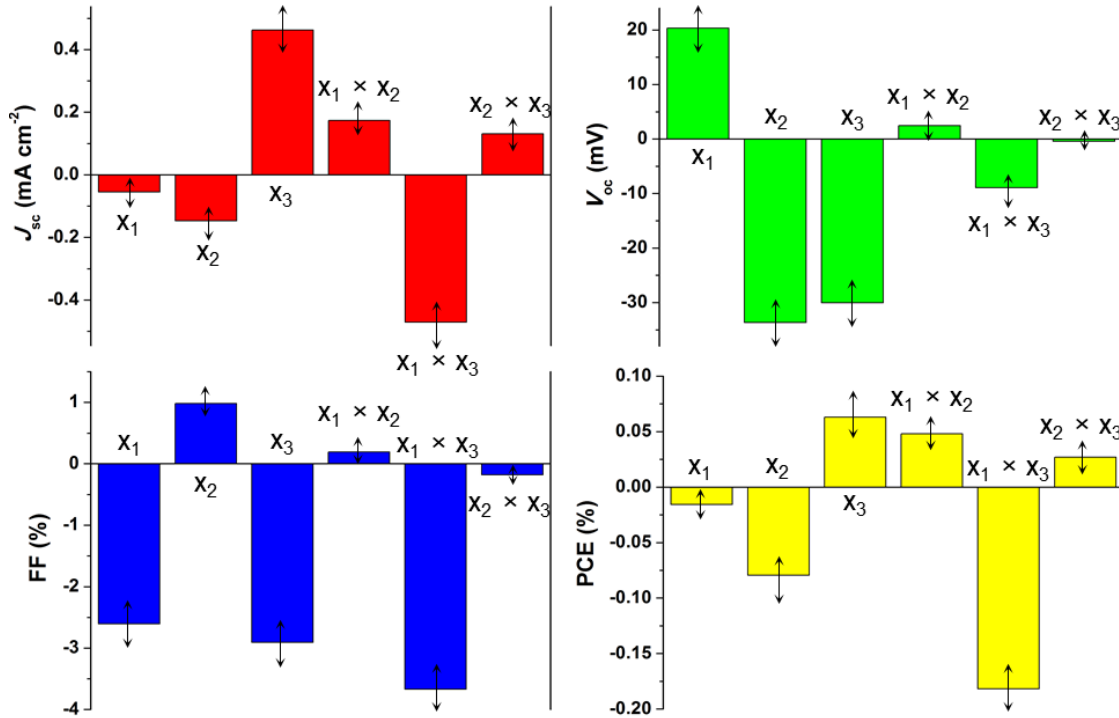 J_sc (mA cm⁻²)
0.4
0.2
0.0
-0.2
-0.4
X₁
X₂
X₃
X₁ × X₂
X₁ × X₃
X₂ × X₃
V_oc (mV)
20
10
0
-10
-20
-30
X₁
X₂
X₃
X₁ × X₂
X₁ × X₃
X₂ × X₃
FF (%)
1
0
-1
-2
-3
-4
X₁
X₂
X₃
X₁ × X₂
X₁ × X₃
X₂ × X₃
PCE (%)
0.10
0.05
0.00
-0.05
-0.10
-0.15
-0.20
X₁
X₂
X₃
X₁ × X₂
X₁ × X₃
X₂ × X₃